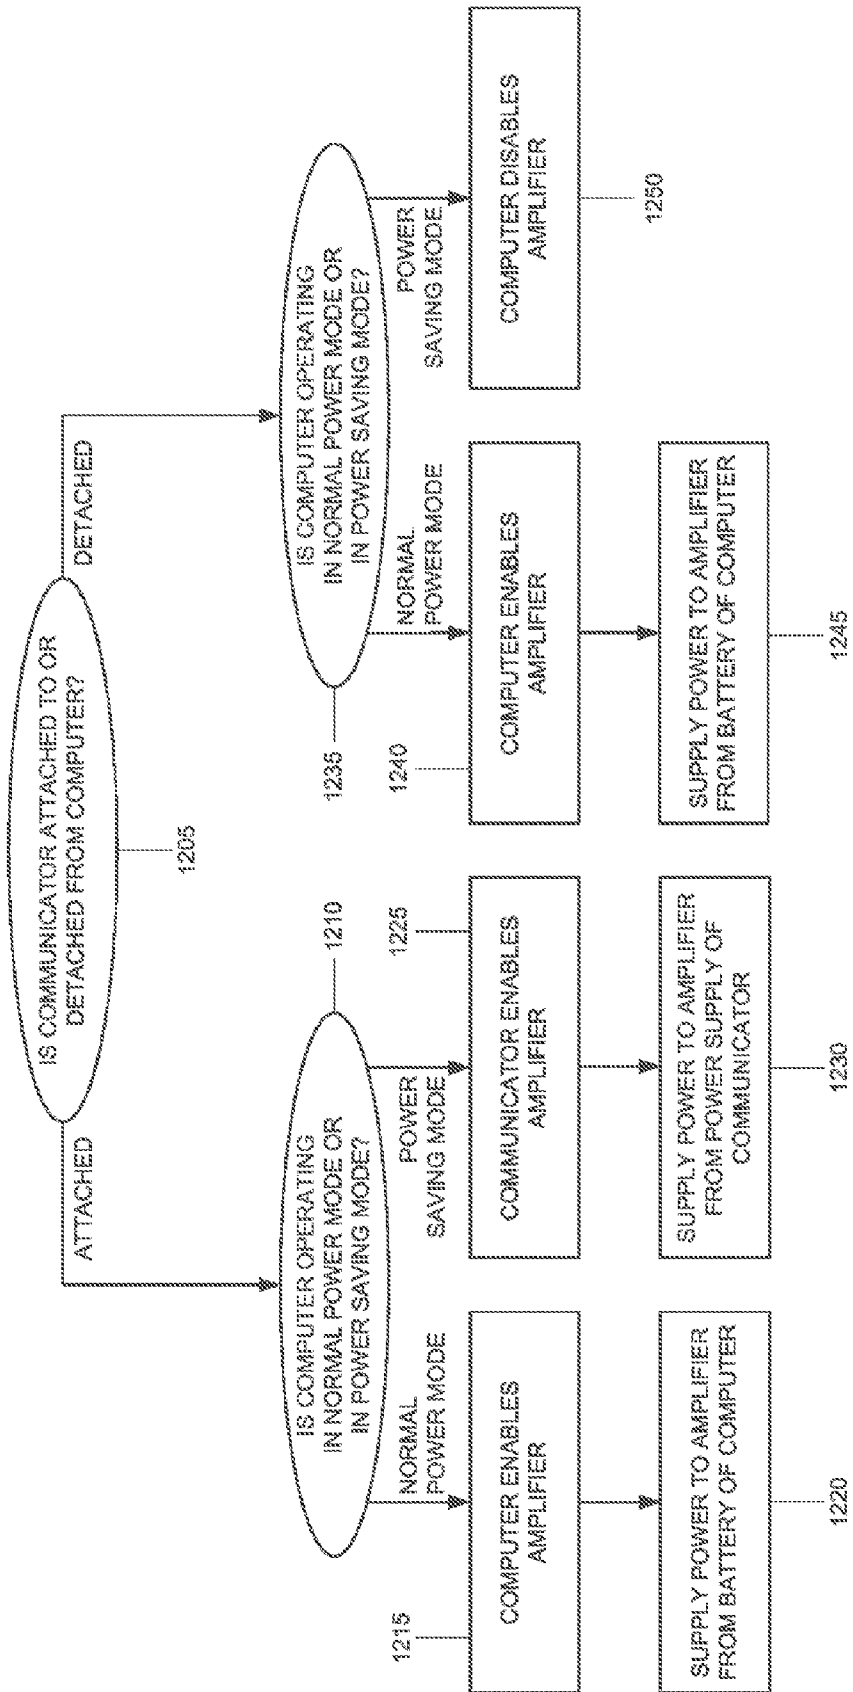 IS COMMUNICATOR ATTACHED TO OR
DETACHED FROM COMPUTER?
1205
ATTACHED
DETACHED
IS COMPUTER OPERATING
IN NORMAL POWER MODE OR
IN POWER SAVING MODE?
1210
IS COMPUTER OPERATING
IN NORMAL POWER MODE OR
IN POWER SAVING MODE?
1235
NORMAL
POWER MODE
POWER
SAVING MODE
NORMAL
POWER MODE
POWER
SAVING MODE
1215
COMPUTER ENABLES
AMPLIFIER
1225
COMMUNICATOR ENABLES
AMPLIFIER
1240
COMPUTER ENABLES
AMPLIFIER
COMPUTER DISABLES
AMPLIFIER
1250
SUPPLY POWER TO AMPLIFIER
FROM BATTERY OF COMPUTER
1220
SUPPLY POWER TO AMPLIFIER
FROM POWER SUPPLY OF
COMMUNICATOR
1230
SUPPLY POWER TO AMPLIFIER
FROM BATTERY OF COMPUTER
1245